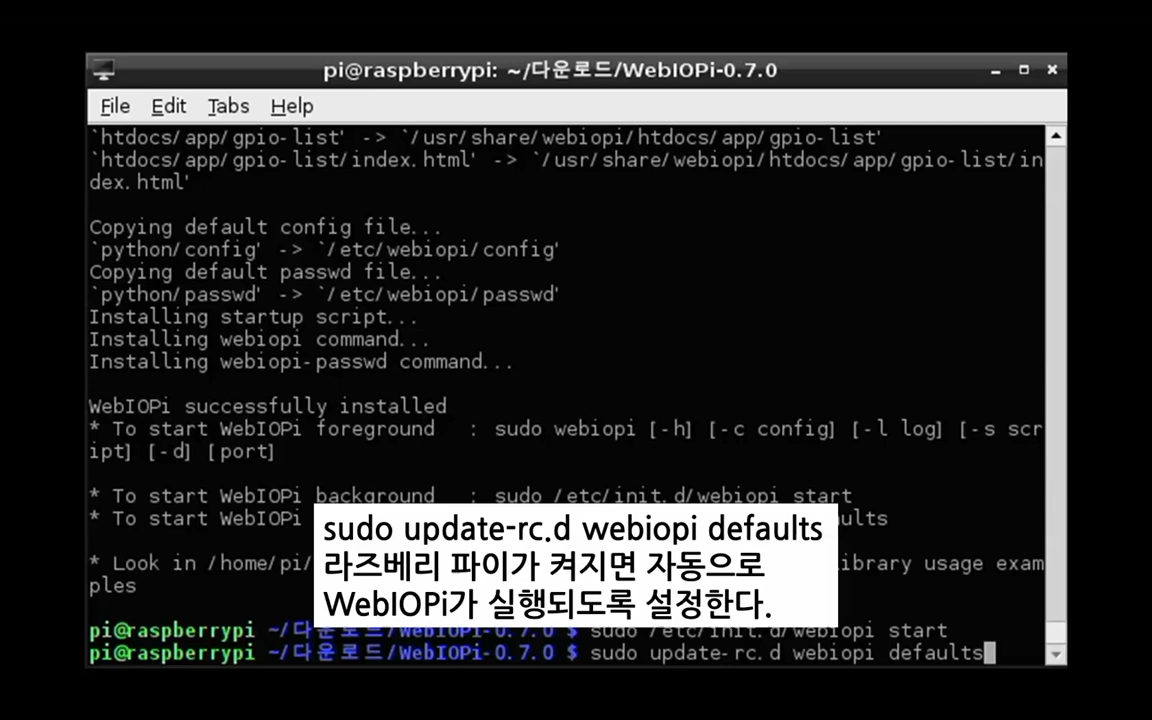 pi@raspberrypi: ~/다운로드/WebIOPi-0.7.0
File Edit Tabs Help
`htdocs/app/gpio-list' -> `/usr/share/webiopi/htdocs/app/gpio-list'
`htdocs/app/gpio-list/index.html' -> `/usr/share/webiopi/htdocs/app/gpio-list/in
dex.html'
Copying default config file...
`python/config' -> `/etc/webiopi/config'
Copying default passwd file...
`python/passwd' -> `/etc/webiopi/passwd'
Installing startup script...
Installing webiopi command...
Installing webiopi-passwd command...
WebIOPi successfully installed
* To start WebIOPi foreground : sudo webiopi [-h] [-c config] [-l log] [-s scr
ipt] [-d] [port]
* To start WebIOPi background : sudo /etc/init.d/webiopi start
* To start WebIOPi
* Look in /home/pi/ library usage exam
ples
sudo update-rc.d webiopi defaults
라즈베리 파이가 켜지면 자동으로
WebIOPi가 실행되도록 설정한다.
pi@raspberrypi ~/다운로드/WebIOPi-0.7.0 $ sudo /etc/init.d/webiopi start
pi@raspberrypi ~/다운로드/WebIOPi-0.7.0 $ sudo update-rc.d webiopi defaults